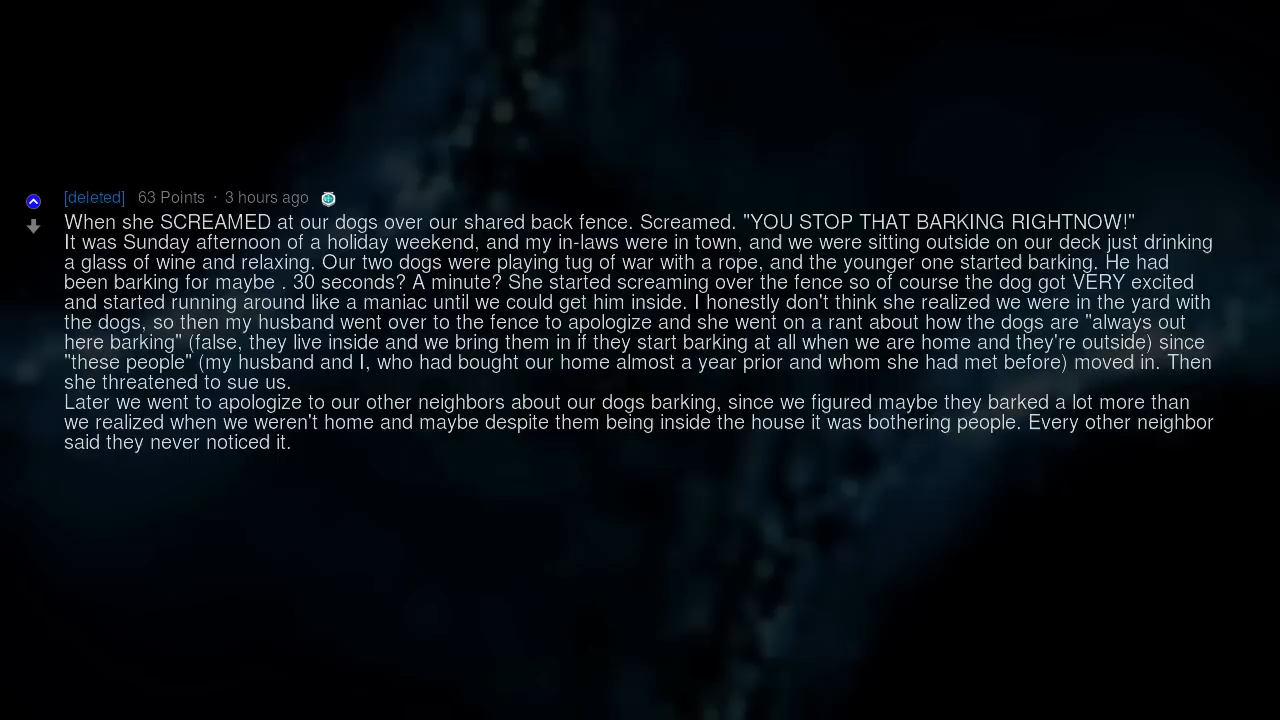 [deleted] 63 Points · 3 hours ago
When she SCREAMED at our dogs over our shared back fence. Screamed. "YOU STOP THAT BARKING RIGHTNOW!"
It was Sunday afternoon of a holiday weekend, and my in-laws were in town, and we were sitting outside on our deck just drinking
a glass of wine and relaxing. Our two dogs were playing tug of war with a rope, and the younger one started barking. He had
been barking for maybe . 30 seconds? A minute? She started screaming over the fence so of course the dog got VERY excited
and started running around like a maniac until we could get him inside. I honestly don't think she realized we were in the yard with
the dogs, so then my husband went over to the fence to apologize and she went on a rant about how the dogs are "always out
here barking" (false, they live inside and we bring them in if they start barking at all when we are home and they're outside) since
"these people" (my husband and I, who had bought our home almost a year prior and whom she had met before) moved in. Then
she threatened to sue us.
Later we went to apologize to our other neighbors about our dogs barking, since we figured maybe they barked a lot more than
we realized when we weren't home and maybe despite them being inside the house it was bothering people. Every other neighbor
said they never noticed it.